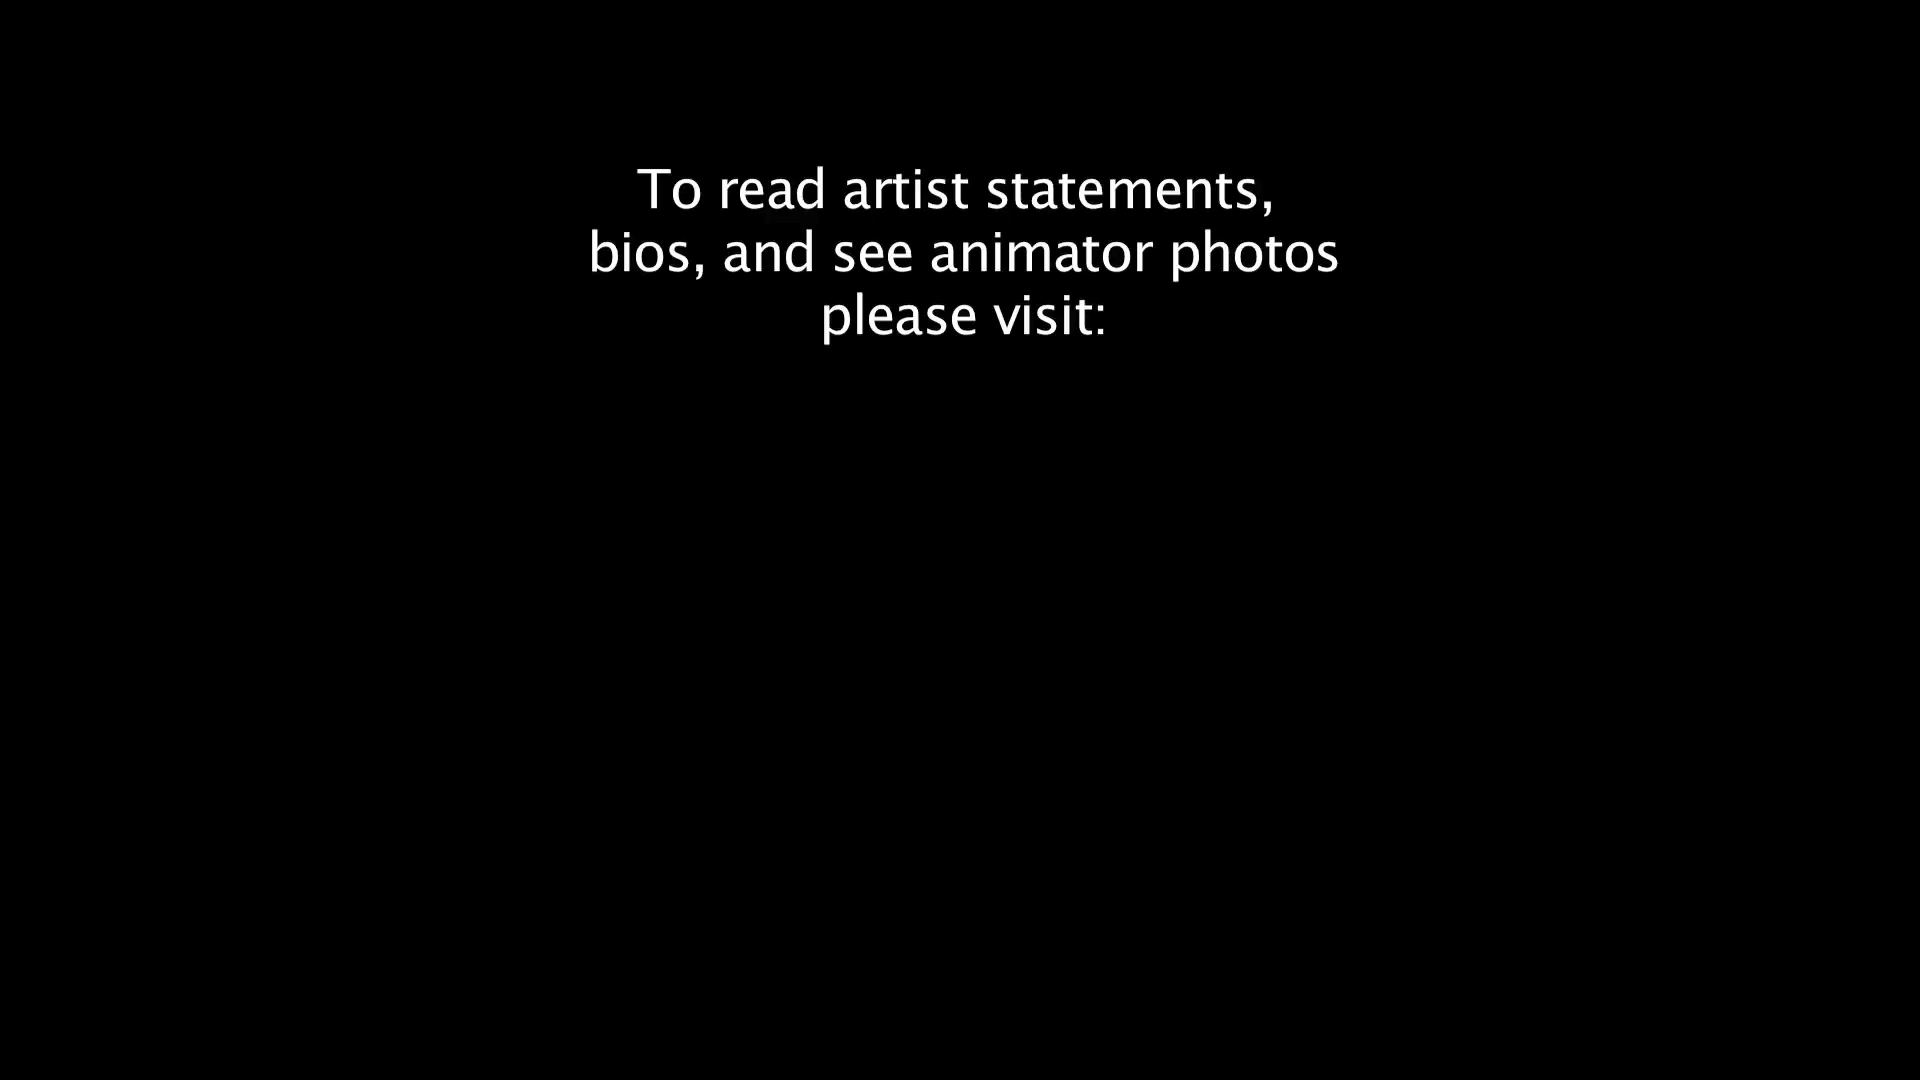 To read artist statements,
bios, and see animator photos
please visit: